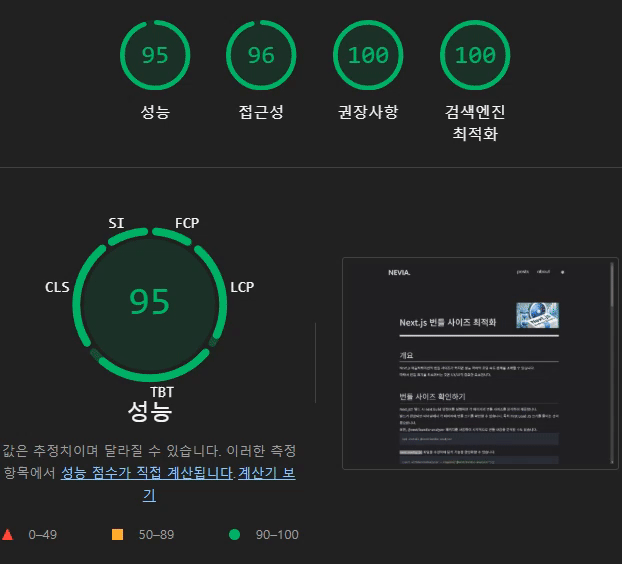 95
96
100
100
성능
접근성
권장사항
검색엔진
최적화
SI
FCP
CLS
LCP
95
TBT
성능
값은 추정치이며 달라질 수 있습니다. 이러한 측정
항목에서 성능 점수가 직접 계산됩니다.계산기 보
기
0–49
50–89
90–100
NEVIA.
posts
about
Next.js 번들 사이즈 최적화
개요
번들 사이즈 확인하기